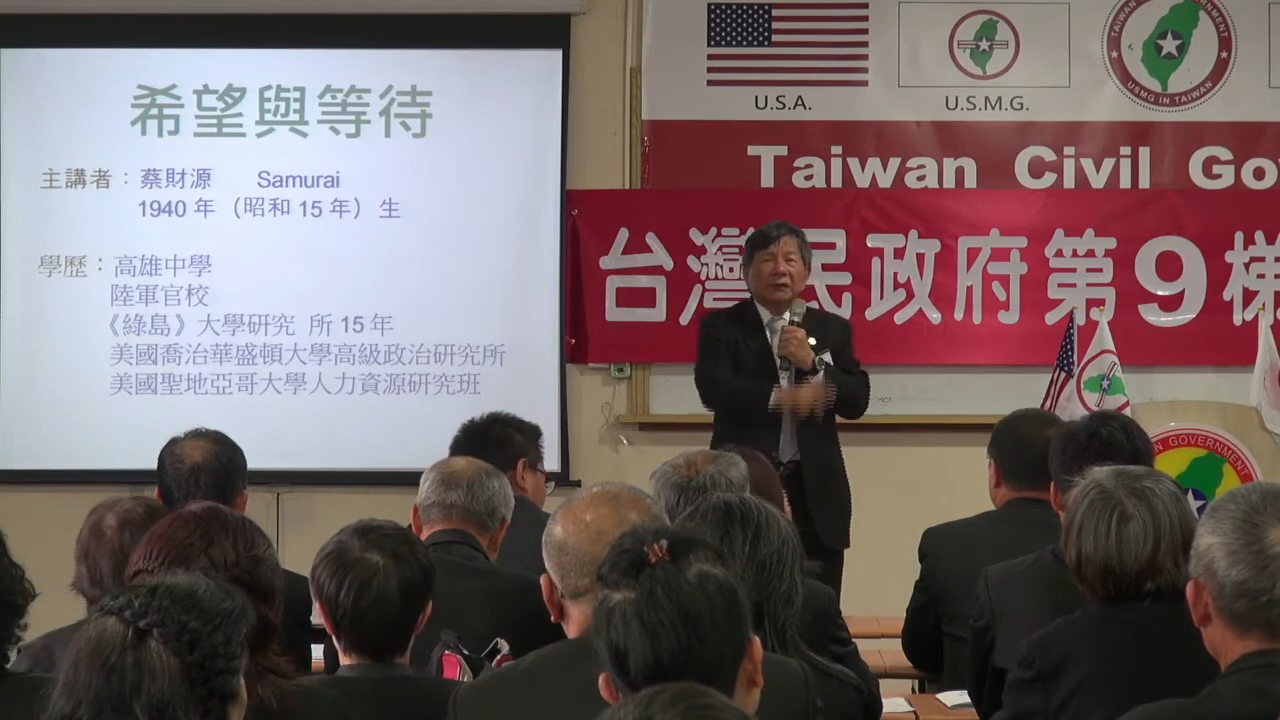 希望與等待
主講者：蔡財源 Samurai
1940 年（昭和 15 年）生
學歷：高雄中學
陸軍官校
《綠島》大學研究 所 15 年
美國喬治華盛頓大學高級政治研究所
美國聖地亞哥大學人力資源研究班
U.S.A.
U.S.M.G.
USMG IN TAIWAN
Taiwan Civil Go
台灣民政府第9梯
GOVERNMENT